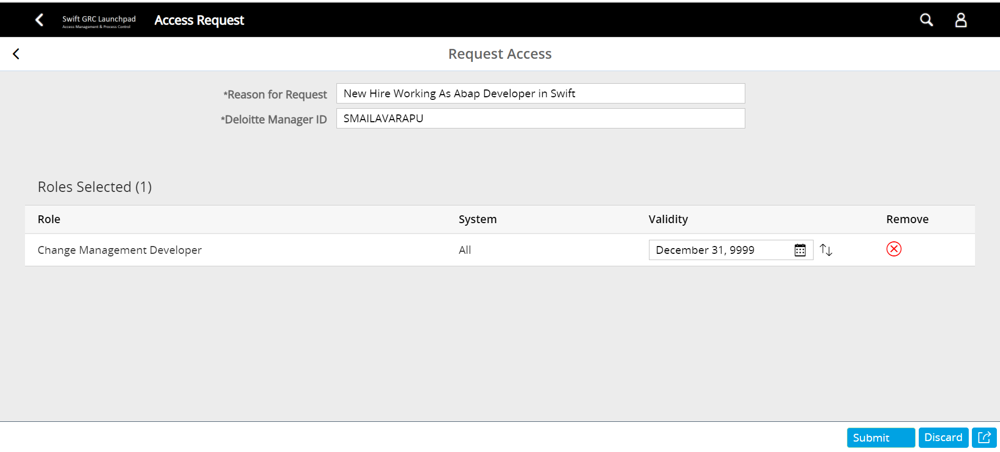 Swift GRC Launchpad
Access Management & Process Control
Access Request
Request Access
*Reason for Request New Hire Working As Abap Developer in Swift
*Deloitte Manager ID SMAILAVARAPU
Roles Selected (1)
Role System Validity Remove
Change Management Developer All December 31, 9999
Submit Discard